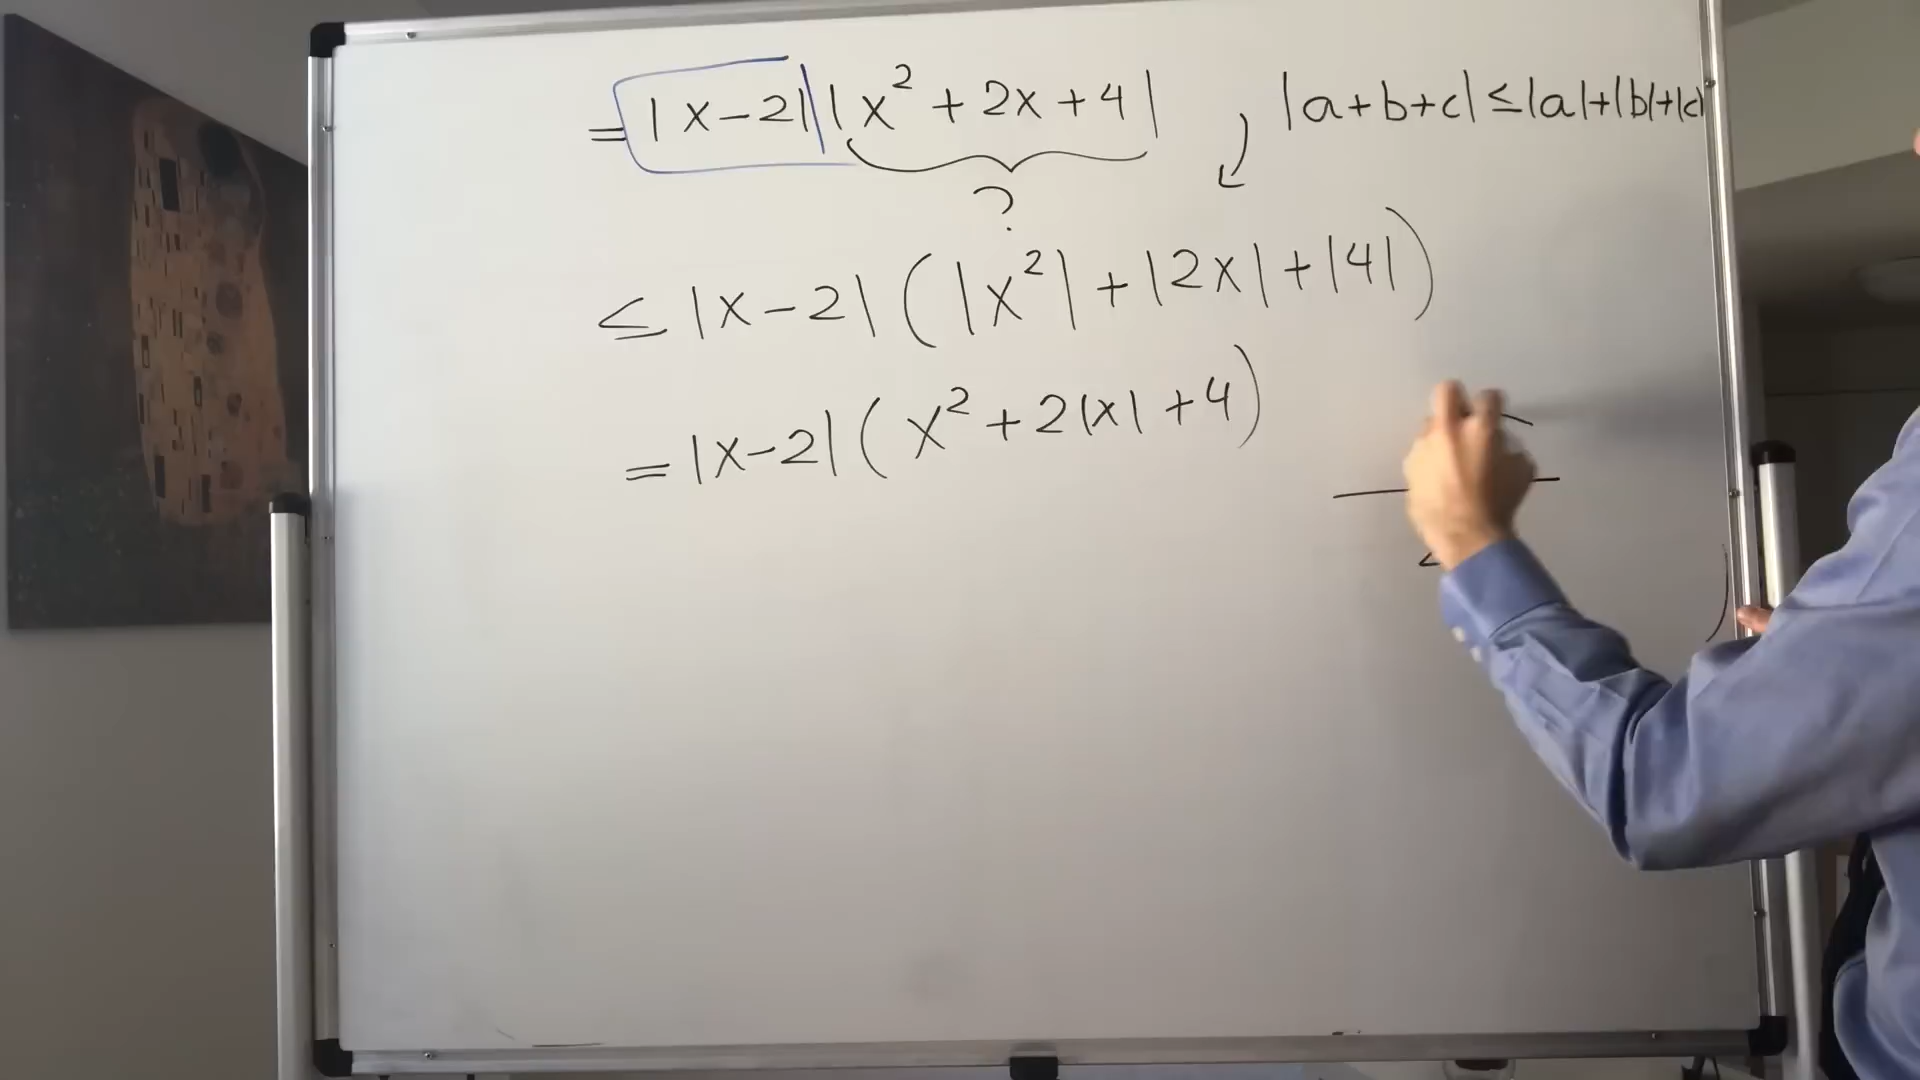 = |x-2| |x² + 2x + 4| |a+b+c| ≤ |a|+|b|+|c|
?
≤ |x-2| (|x²| + |2x| + |4|)
= |x-2| (x² + 2|x| + 4)